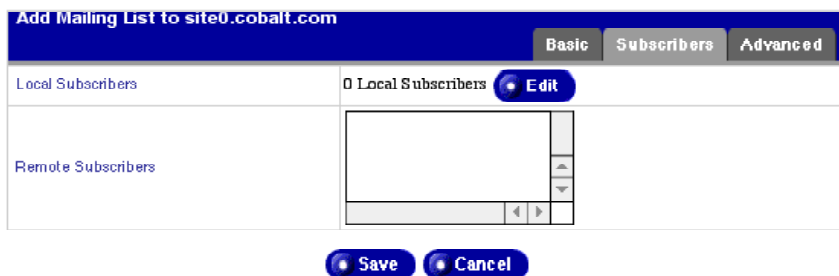 Add Mailing List to site0.cobalt.com
Basic Subscribers Advanced
Local Subscribers 0 Local Subscribers Edit
Remote Subscribers
Save Cancel